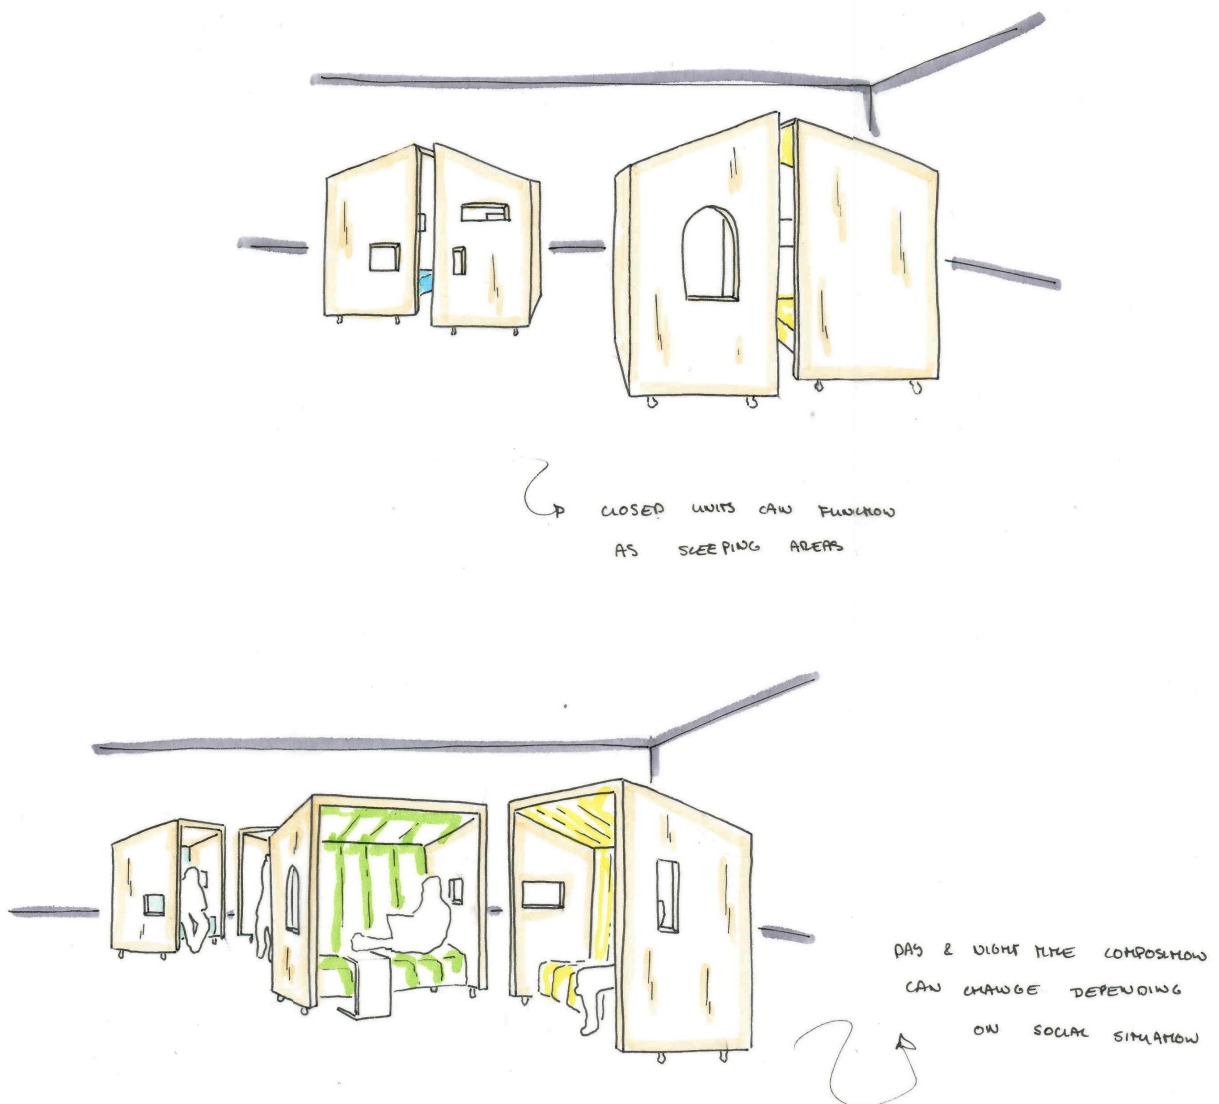 CLOSED UNITS CAN FUNCTION
AS SLEEPING AREAS
DAY & NIGHT TIME COMPOSITION
CAN CHANGE DEPENDING
ON SOCIAL SITUATION